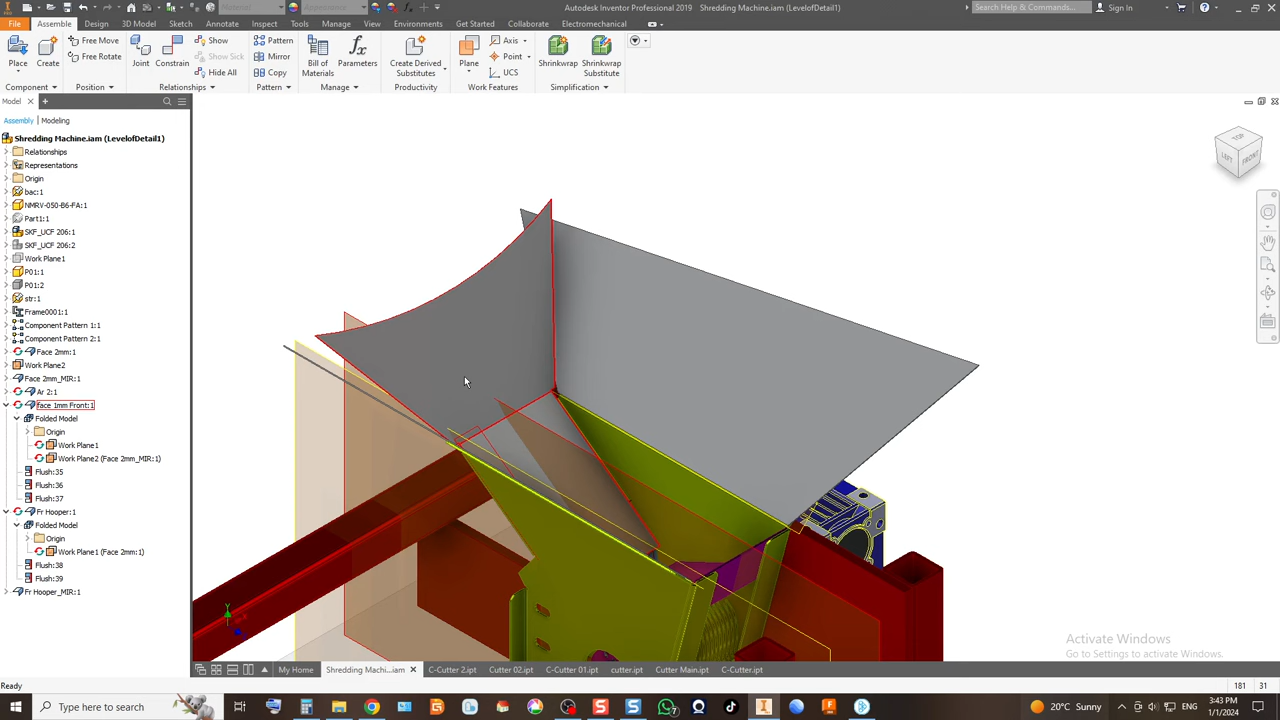 Material
Appearance
Autodesk Inventor Professional 2019 Shredding Machine.iam (LevelofDetail1)
Search Help & Commands...
Sign In
File
Assemble
Design
3D Model
Sketch
Annotate
Inspect
Tools
Manage
View
Environments
Get Started
Collaborate
Electromechanical
Place
Create
Free Move
Free Rotate
Joint
Constrain
Show
Show Sick
Hide All
Pattern
Mirror
Copy
Bill of Materials
Parameters
Create Derived Substitutes
Plane
Axis
Point
UCS
Shrinkwrap
Shrinkwrap Substitute
Component
Position
Relationships
Pattern
Manage
Productivity
Work Features
Simplification
Model
Assembly
Modeling
Shredding Machine.iam (LevelofDetail1)
Relationships
Representations
Origin
bac:1
NMRV-050-B6-FA:1
Part1:1
SKF_UCF 206:1
SKF_UCF 206:2
Work Plane1
P01:1
P01:2
str:1
Frame0001:1
Component Pattern 1:1
Component Pattern 2:1
Face 2mm:1
Work Plane2
Face 2mm_MIR:1
Ar 2:1
face 1mm Front:1
Folded Model
Origin
Work Plane1
Work Plane2 (Face 2mm_MIR:1)
Flush:35
Flush:36
Flush:37
Fr Hooper:1
Folded Model
Origin
Work Plane1 (Face 2mm:1)
Flush:38
Flush:39
Fr Hooper_MIR:1
TOP
LEFT
FRONT
Y
Activate Windows
Go to Settings to activate Windows.
My Home
Shredding Machi...iam
C-Cutter 2.ipt
Cutter 02.ipt
C-Cutter 01.ipt
cutter.ipt
Cutter Main.ipt
C-Cutter.ipt
Ready
181
31
Type here to search
20°C Sunny
ENG
3:43 PM
1/1/2024